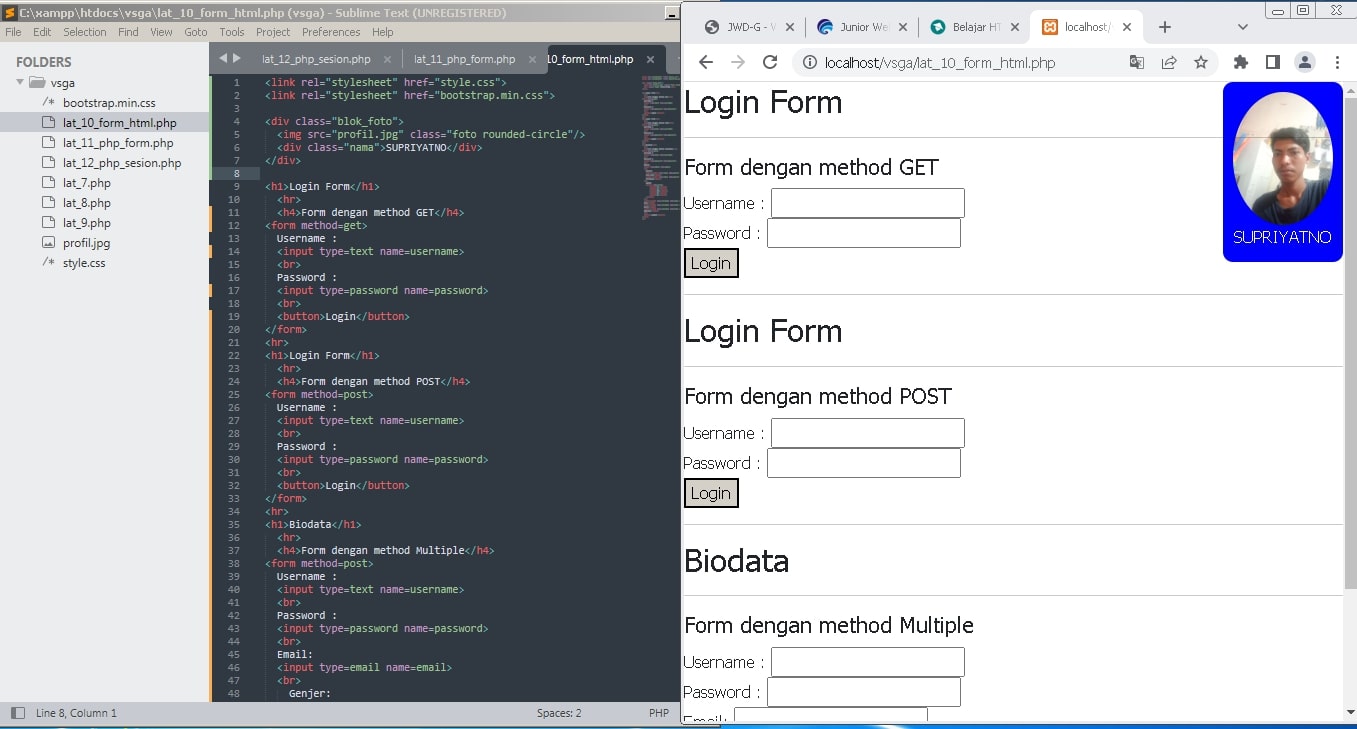 C:\xampp\htdocs\vsga\lat_10_form_html.php (vsga) - Sublime Text (UNREGISTERED)
File Edit Selection Find View Goto Tools Project Preferences Help
FOLDERS
vsga
/* bootstrap.min.css
lat_10_form_html.php
lat_11_php_form.php
lat_12_php_sesion.php
lat_7.php
lat_8.php
lat_9.php
profil.jpg
/* style.css
lat_12_php_sesion.php lat_11_php_form.php 10_form_html.php
1 <link rel="stylesheet" href="style.css">
2 <link rel="stylesheet" href="bootstrap.min.css">
3
4 <div class="blok_foto">
5 <img src="profil.jpg" class="foto rounded-circle"/>
6 <div class="nama">SUPRIYATNO</div>
7 </div>
8
9 <h1>Login Form</h1>
10 <hr>
11 <h4>Form dengan method GET</h4>
12 <form method=get>
13 Username :
14 <input type=text name=username>
15 <br>
16 Password :
17 <input type=password name=password>
18 <br>
19 <button>Login</button>
20 </form>
21 <hr>
22 <h1>Login Form</h1>
23 <hr>
24 <h4>Form dengan method POST</h4>
25 <form method=post>
26 Username :
27 <input type=text name=username>
28 <br>
29 Password :
30 <input type=password name=password>
31 <br>
32 <button>Login</button>
33 </form>
34 <hr>
35 <h1>Biodata</h1>
36 <hr>
37 <h4>Form dengan method Multiple</h4>
38 <form method=post>
39 Username :
40 <input type=text name=username>
41 <br>
42 Password :
43 <input type=password name=password>
44 <br>
45 Email:
46 <input type=email name=email>
47 <br>
48 Genjer:
Line 8, Column 1 Spaces: 2 PHP
JWD-G - Junior We Belajar HT localhost/
localhost/vsga/lat_10_form_html.php
Login Form
Form dengan method GET
Username :
Password :
Login
SUPRIYATNO
Login Form
Form dengan method POST
Username :
Password :
Login
Biodata
Form dengan method Multiple
Username :
Password :
Email: